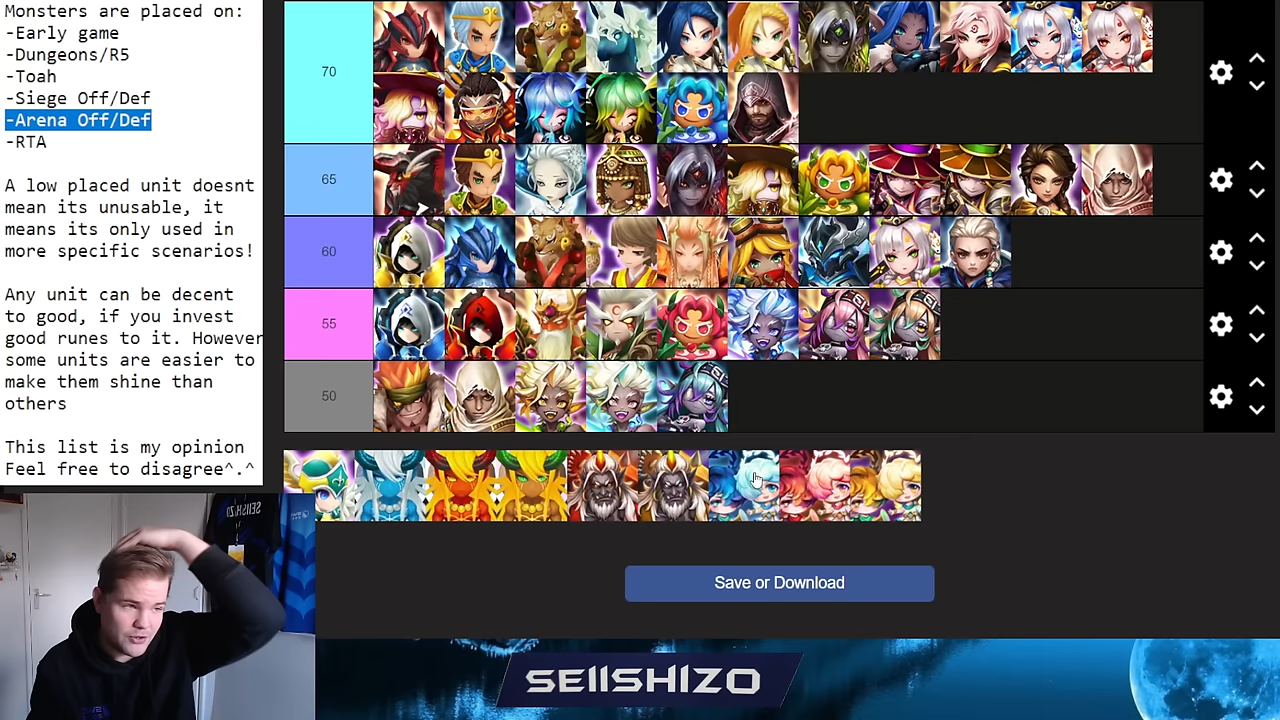 Monsters are placed on:
-Early game
-Dungeons/R5
-Toah
-Siege Off/Def
-Arena Off/Def
-RTA
A low placed unit doesnt
mean its unusable, it
means its only used in
more specific scenarios!
Any unit can be decent
to good, if you invest
good runes to it. However
some units are easier to
make them shine than
others
This list is my opinion
Feel free to disagree^.^
70
65
60
55
50
Save or Download
SEIISHIZO
SEIISHIZO